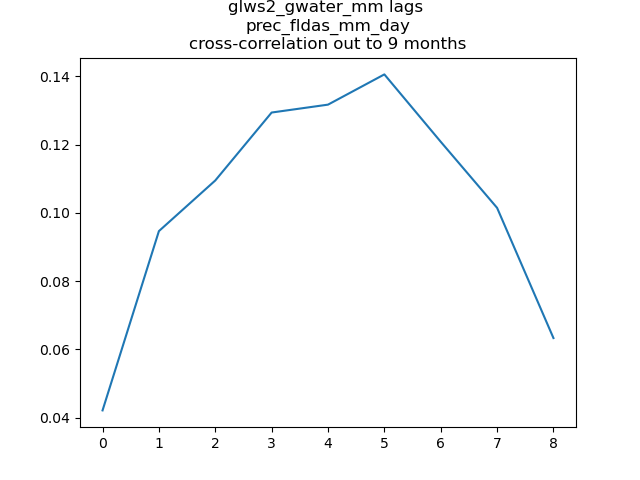 glws2_gwater_mm lags
prec_fldas_mm_day
cross-correlation out to 9 months
0.14
0.12
0.10
0.08
0.06
0.04
0 1 2 3 4 5 6 7 8